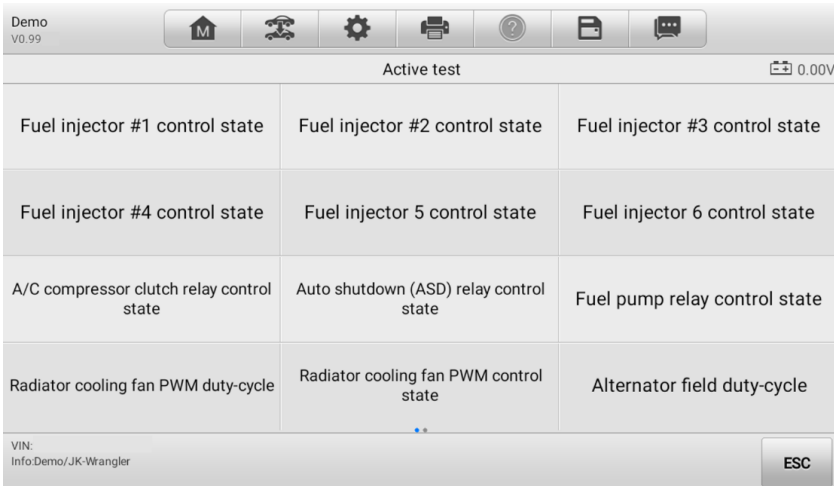 Demo
V0.99
M
?
Active test
0.00V
Fuel injector #1 control state
Fuel injector #2 control state
Fuel injector #3 control state
Fuel injector #4 control state
Fuel injector 5 control state
Fuel injector 6 control state
A/C compressor clutch relay control
state
Auto shutdown (ASD) relay control
state
Fuel pump relay control state
Radiator cooling fan PWM duty-cycle
Radiator cooling fan PWM control
state
Alternator field duty-cycle
VIN:
Info:Demo/JK-Wrangler
ESC